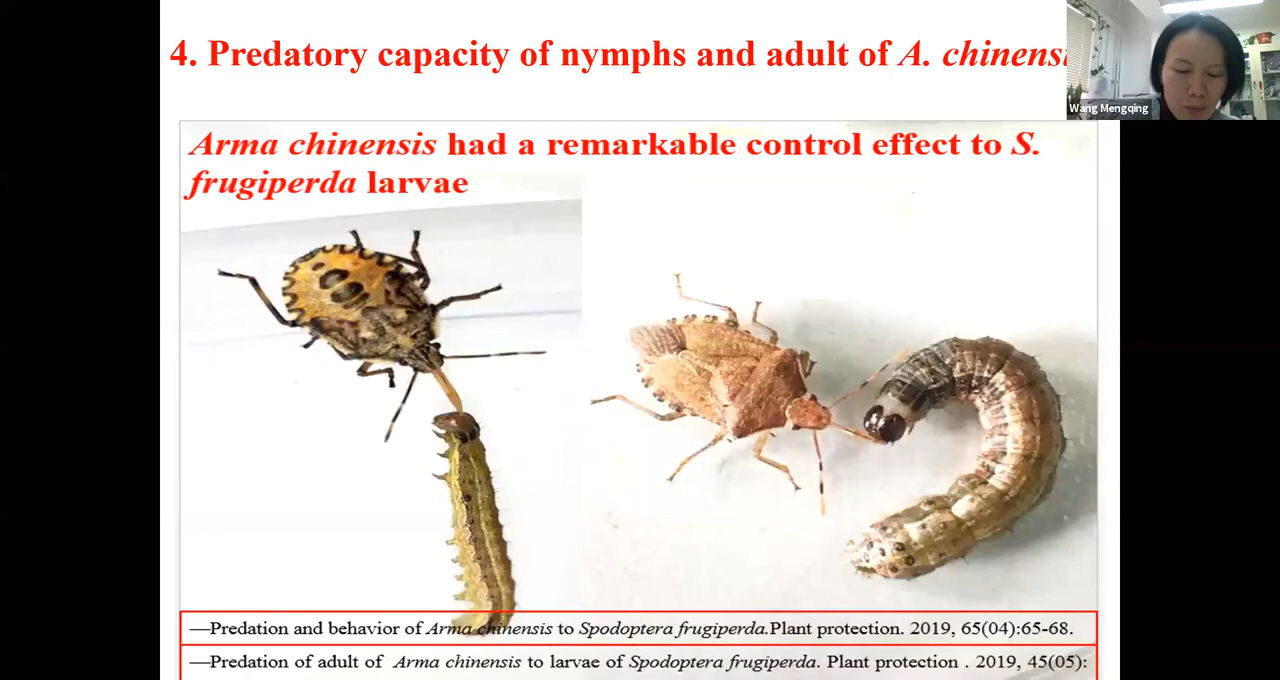 4. Predatory capacity of nymphs and adult of A. chinensi
Wang Mengqing
Arma chinensis had a remarkable control effect to S.
frugiperda larvae
—Predation and behavior of Arma chinensis to Spodoptera frugiperda.Plant protection. 2019, 65(04):65-68.
—Predation of adult of Arma chinensis to larvae of Spodoptera frugiperda. Plant protection . 2019, 45(05):